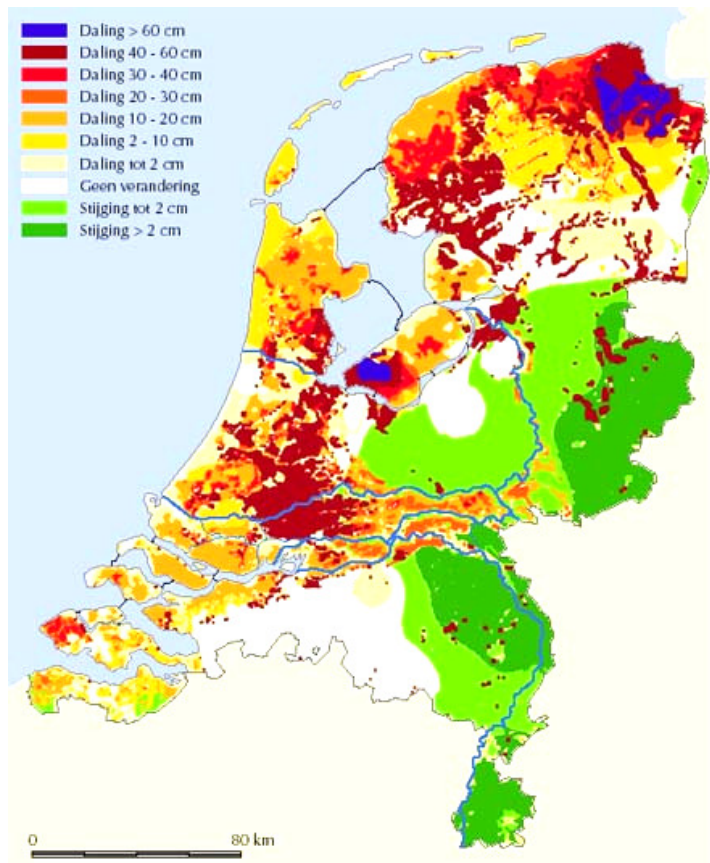 Daling > 60 cm
Daling 40 - 60 cm
Daling 30 - 40 cm
Daling 20 - 30 cm
Daling 10 - 20 cm
Daling 2 - 10 cm
Daling tot 2 cm
Geen verandering
Stijging tot 2 cm
Stijging > 2 cm
0 80 km